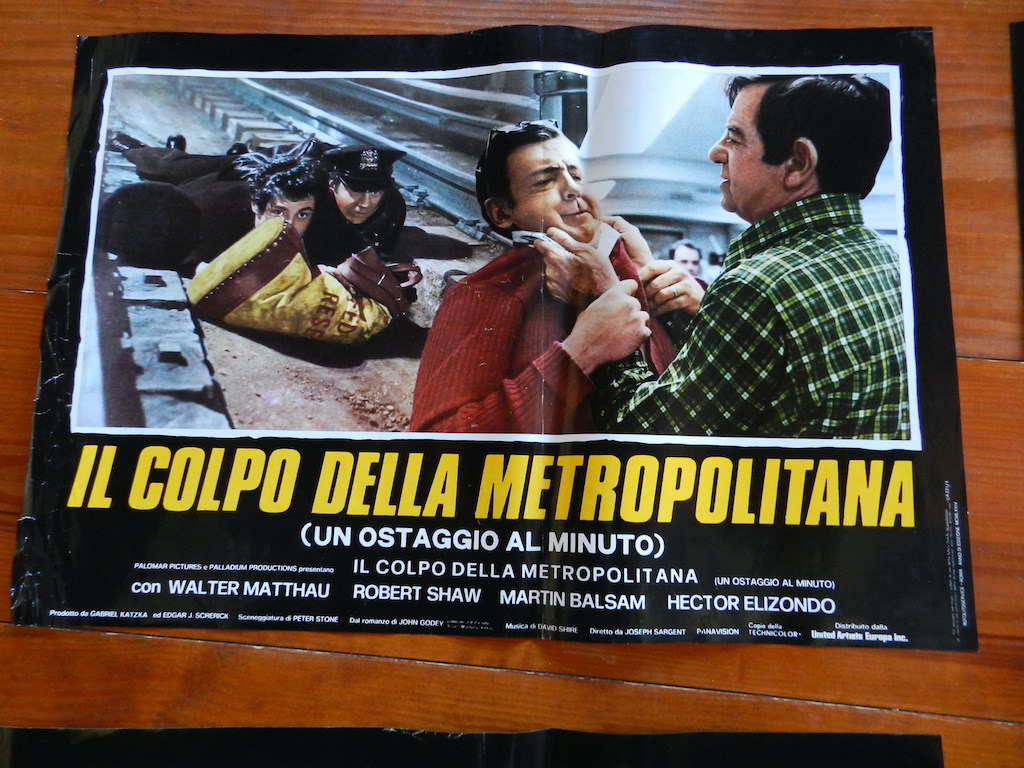 IL COLPO DELLA METROPOLITANA
(UN OSTAGGIO AL MINUTO)
PALOMAR PICTURES e PALLADIUM PRODUCTIONS presentano IL COLPO DELLA METROPOLITANA (UN OSTAGGIO AL MINUTO)
con WALTER MATTHAU ROBERT SHAW MARTIN BALSAM HECTOR ELIZONDO
Prodotto da GABRIEL KATZKA ed EDGAR J. SCHERICK Sceneggiatura di PETER STONE Dal romanzo di JOHN GODEY Musica di DAVID SHIRE Diretto da JOSEPH SARGENT PANAVISION Copie della TECHNICOLOR Distribuito dalla United Artists Europa Inc.